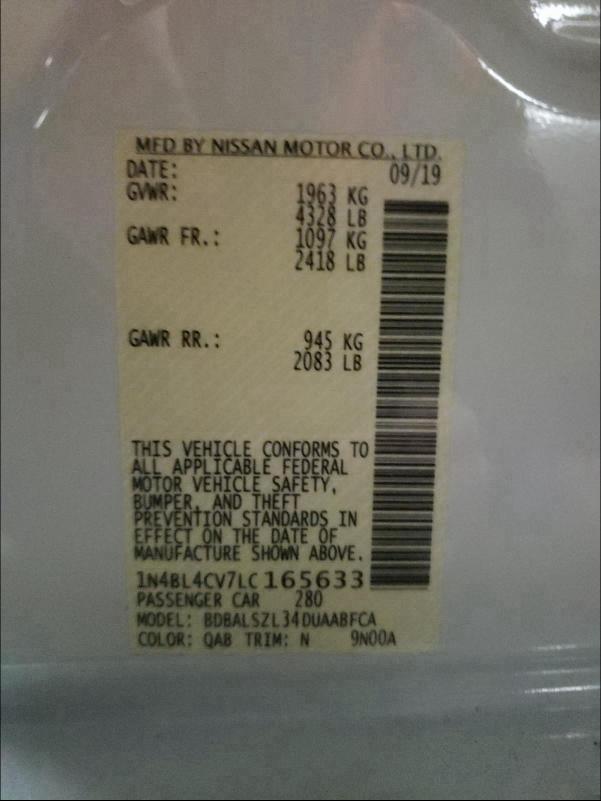 MFD BY NISSAN MOTOR CO., LTD.
DATE: 09/19
GVWR: 1963 KG
4328 LB
GAWR FR.: 1097 KG
2418 LB
GAWR RR.: 945 KG
2083 LB
THIS VEHICLE CONFORMS TO
ALL APPLICABLE FEDERAL
MOTOR VEHICLE SAFETY,
BUMPER, AND THEFT
PREVENTION STANDARDS IN
EFFECT ON THE DATE OF
MANUFACTURE SHOWN ABOVE.
1N4BL4CV7LC165633
PASSENGER CAR 280
MODEL: BDBALSZL34DUAABFCA
COLOR: QAB TRIM: N 9N00A